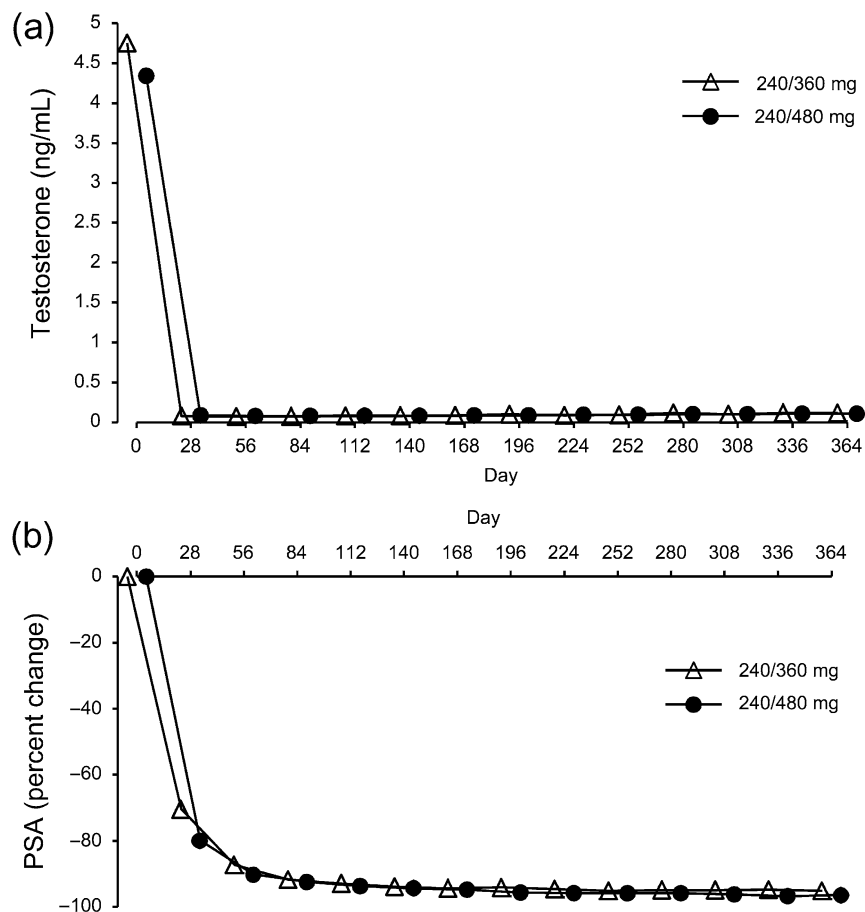 (a)
Testosterone (ng/mL)
5
4.5
4
3.5
3
2.5
2
1.5
1
0.5
0
240/360 mg
240/480 mg
0 28 56 84 112 140 168 196 224 252 280 308 336 364
Day
(b)
Day
0 28 56 84 112 140 168 196 224 252 280 308 336 364
PSA (percent change)
0
−20
−40
−60
−80
−100
240/360 mg
240/480 mg